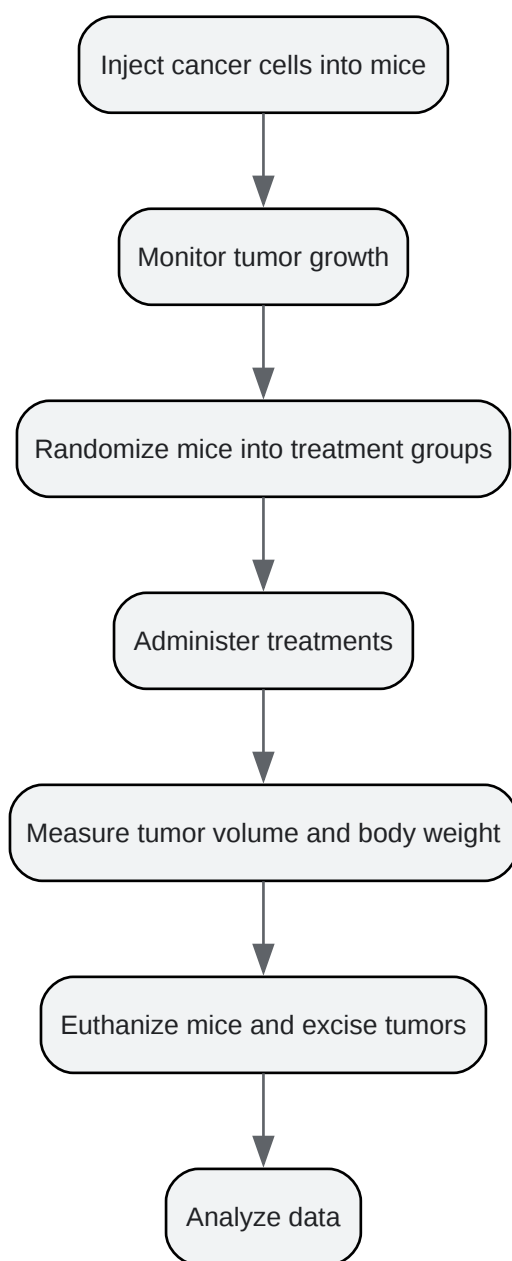 Inject cancer cells into mice
Monitor tumor growth
Randomize mice into treatment groups
Administer treatments
Measure tumor volume and body weight
Euthanize mice and excise tumors
Analyze data